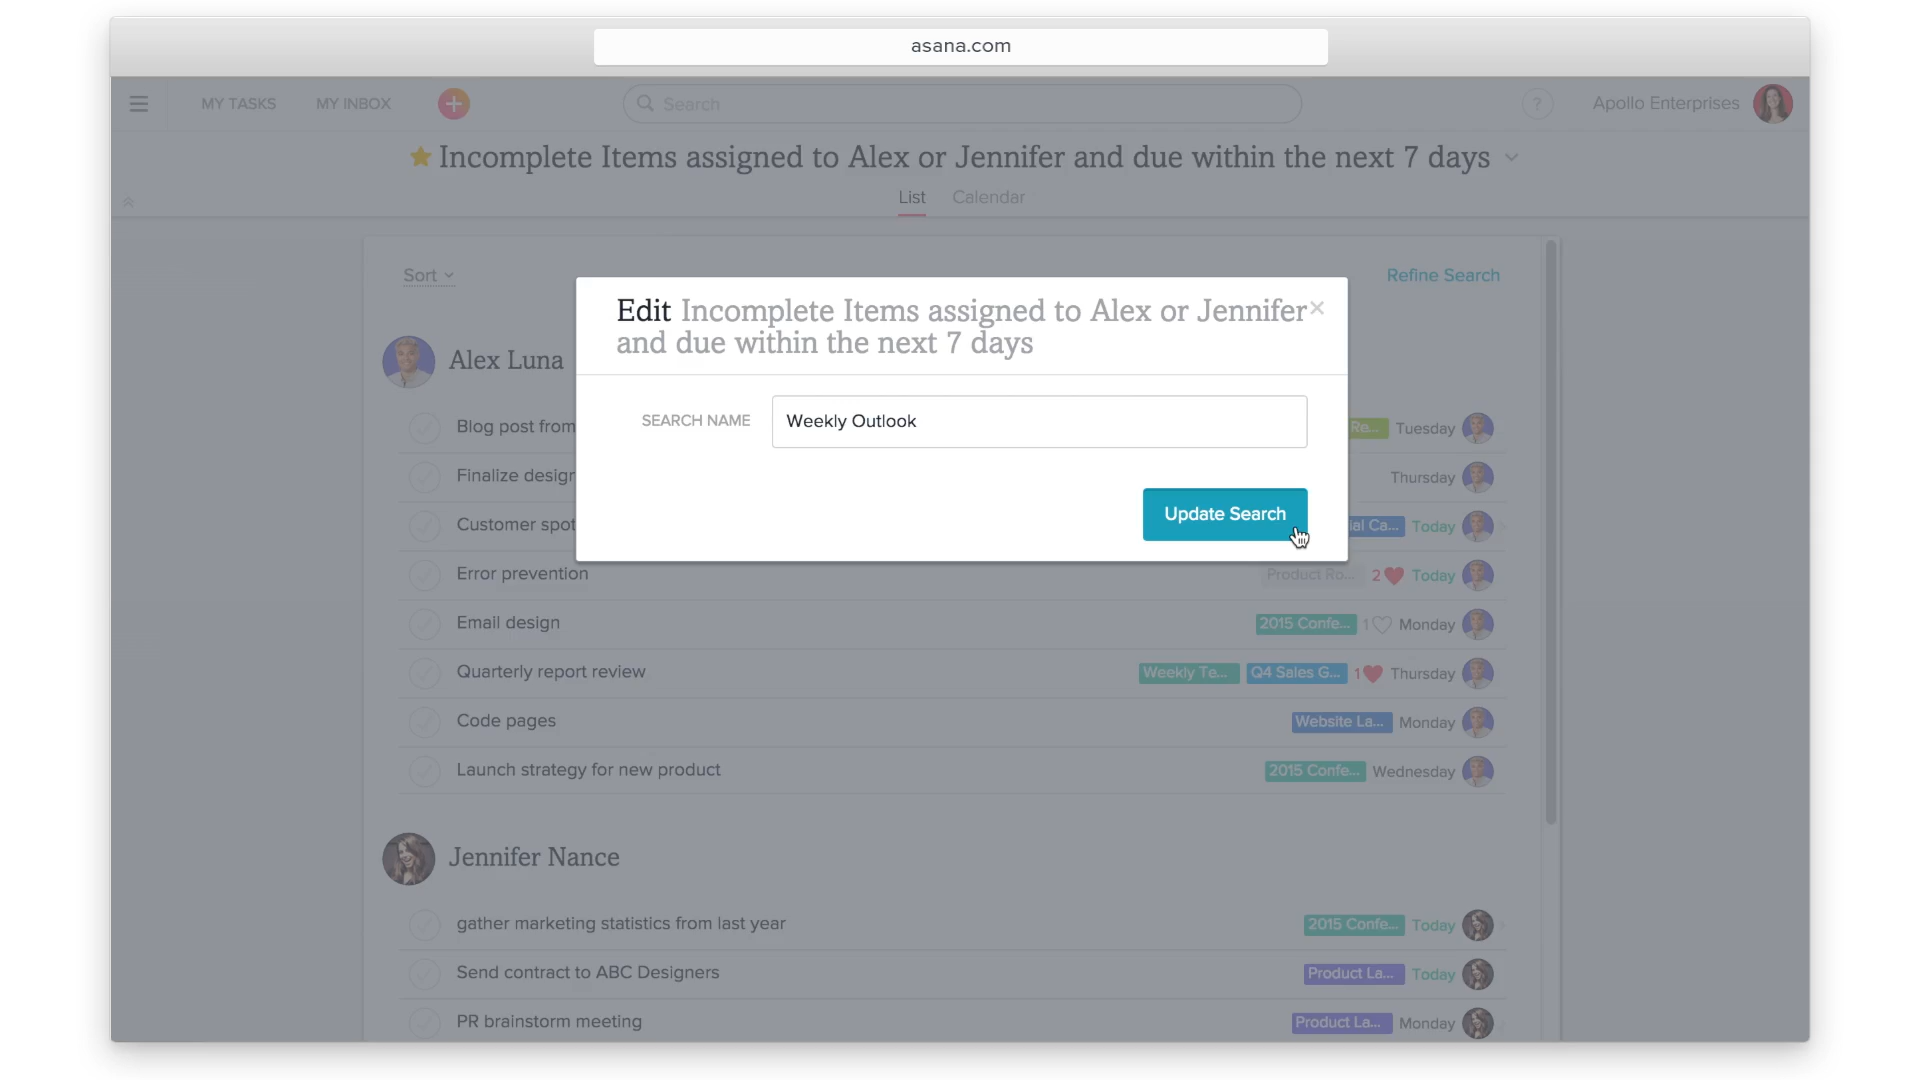 asana.com
MY TASKS MY INBOX + Search ? Apollo Enterprises
Incomplete Items assigned to Alex or Jennifer and due within the next 7 days
List Calendar
Sort Refine Search
Edit Incomplete Items assigned to Alex or Jennifer
and due within the next 7 days
SEARCH NAME Weekly Outlook
Update Search
Alex Luna
Blog post from Re... Tuesday
Finalize design Thursday
Customer spot ial Ca... Today
Error prevention Product Ro... 2 Today
Email design 2015 Confe... 1 Monday
Quarterly report review Weekly Te... Q4 Sales G... 1 Thursday
Code pages Website La... Monday
Launch strategy for new product 2015 Confe... Wednesday
Jennifer Nance
gather marketing statistics from last year 2015 Confe... Today
Send contract to ABC Designers Product La... Today
PR brainstorm meeting Product La... Monday